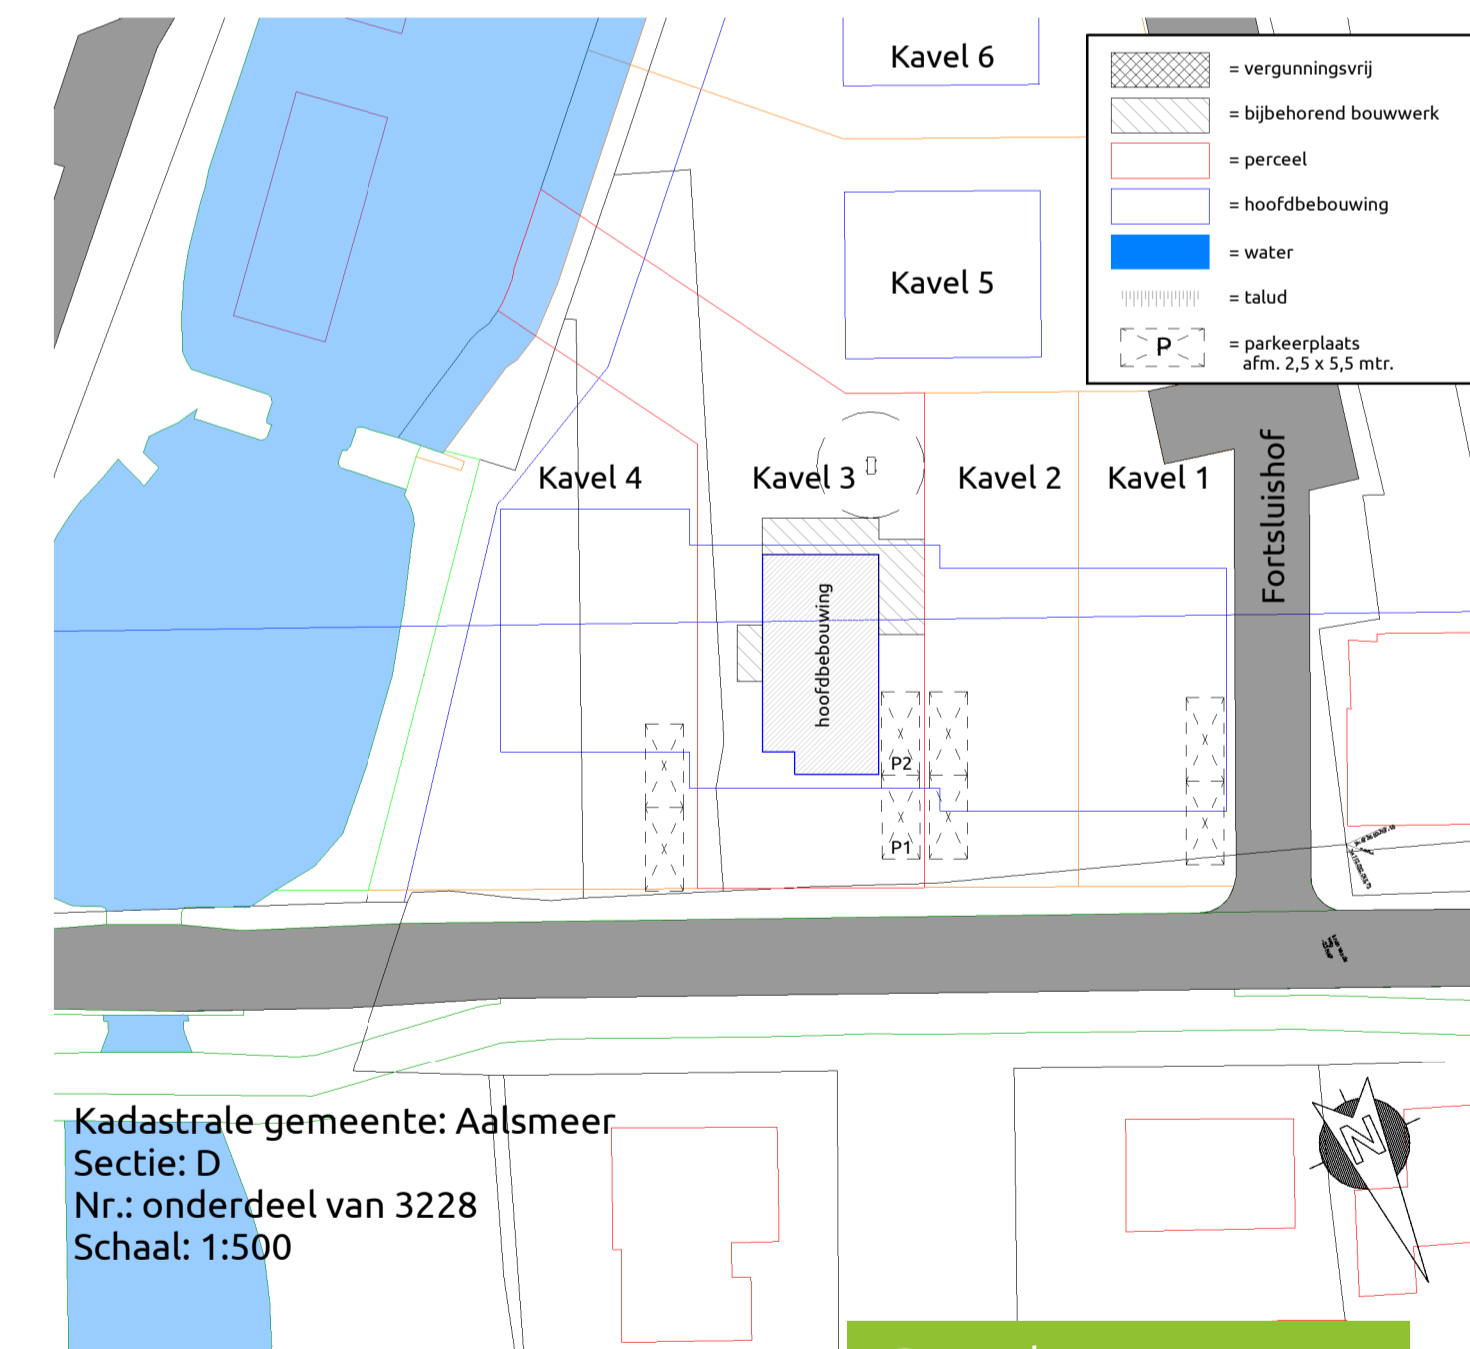 Kavel 6
= vergunningsvrij
= bijbehorend bouwwerk
= perceel
= hoofdbebouwing
= water
= talud
P
= parkeerplaats
afm. 2,5 x 5,5 mtr.
Kavel 5
Kavel 4
Kavel 3
Kavel 2
Kavel 1
Fortsluishof
hoofdbebouwing
P2
P1
Kadastrale gemeente: Aalsmeer
Sectie: D
Nr.: onderdeel van 3228
Schaal: 1:500
N